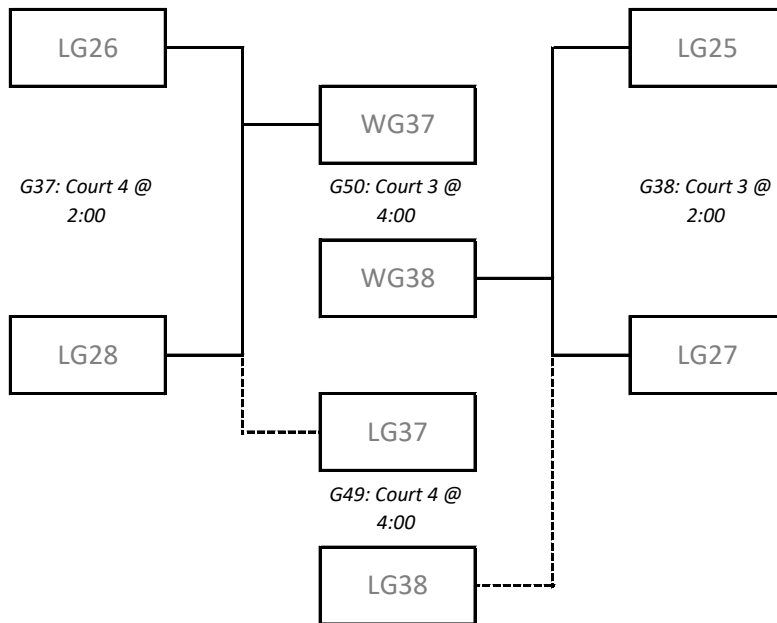 LG26
LG25
WG37
G37: Court 4 @
2:00
G50: Court 3 @
4:00
G38: Court 3 @
2:00
WG38
LG28
LG27
LG37
G49: Court 4 @
4:00
LG38